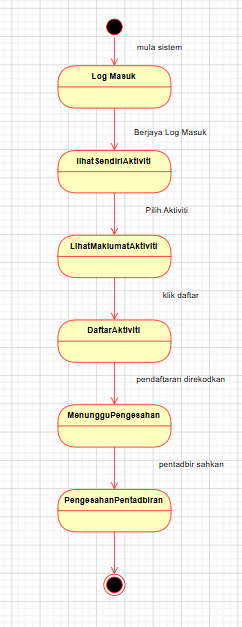 mula sistem
Log Masuk
Berjaya Log Masuk
lihatSendiriAktiviti
Pilih Aktiviti
LihatMaklumatAktiviti
klik daftar
DaftarAktiviti
pendaftaran direkodkan
MenungguPengesahan
pentadbir sahkan
PengesahanPentadbiran